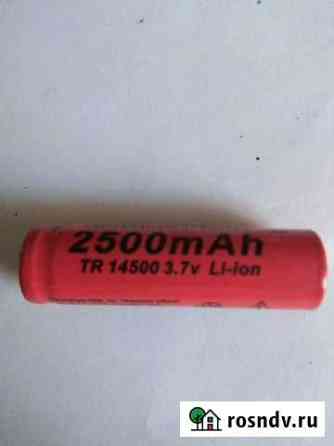 2500mAh
TR 14500 3.7v Li-ion
rosndv.ru